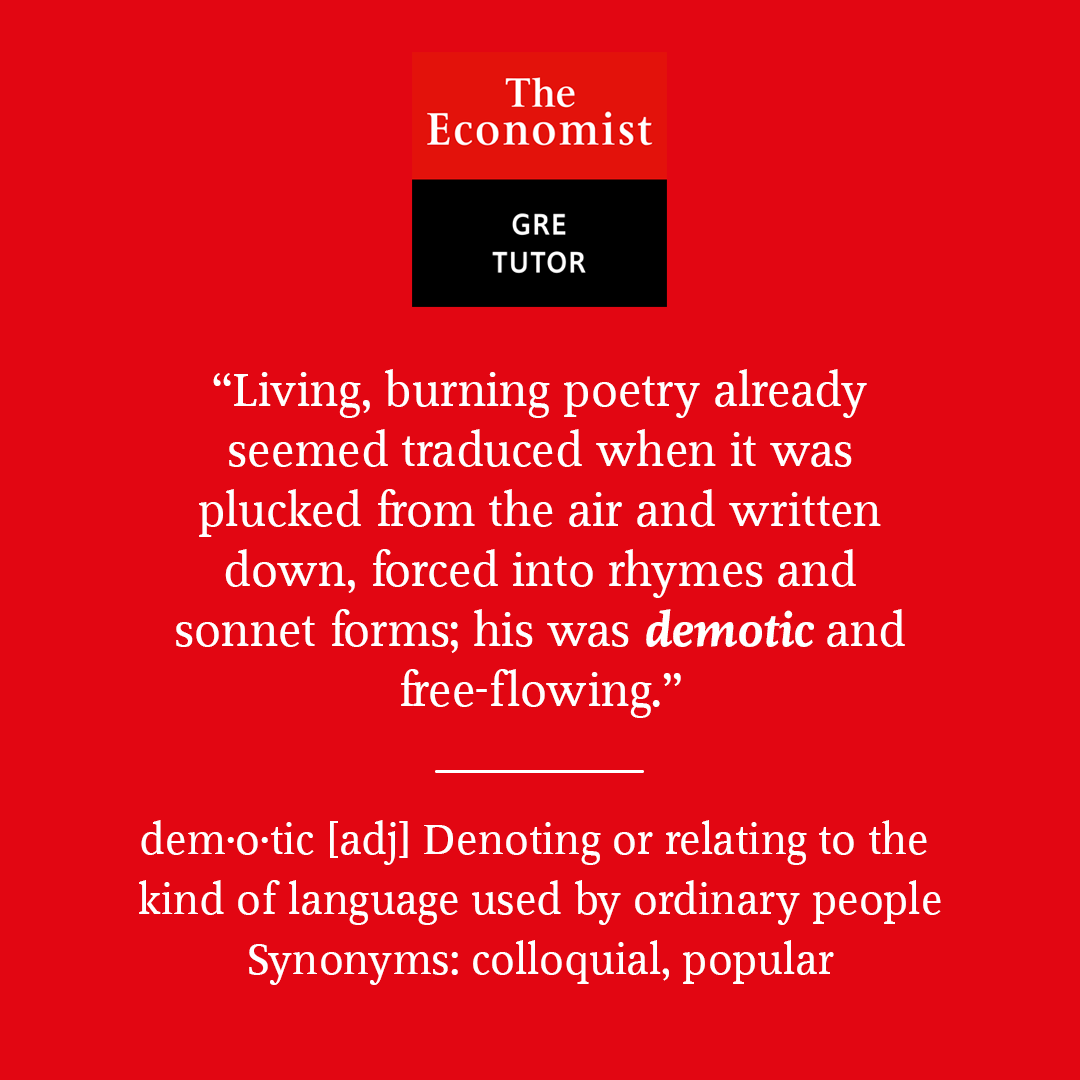 The
Economist
GRE
TUTOR
“Living, burning poetry already
seemed traduced when it was
plucked from the air and written
down, forced into rhymes and
sonnet forms; his was demotic and
free-flowing.”
dem·o·tic [adj] Denoting or relating to the
kind of language used by ordinary people
Synonyms: colloquial, popular